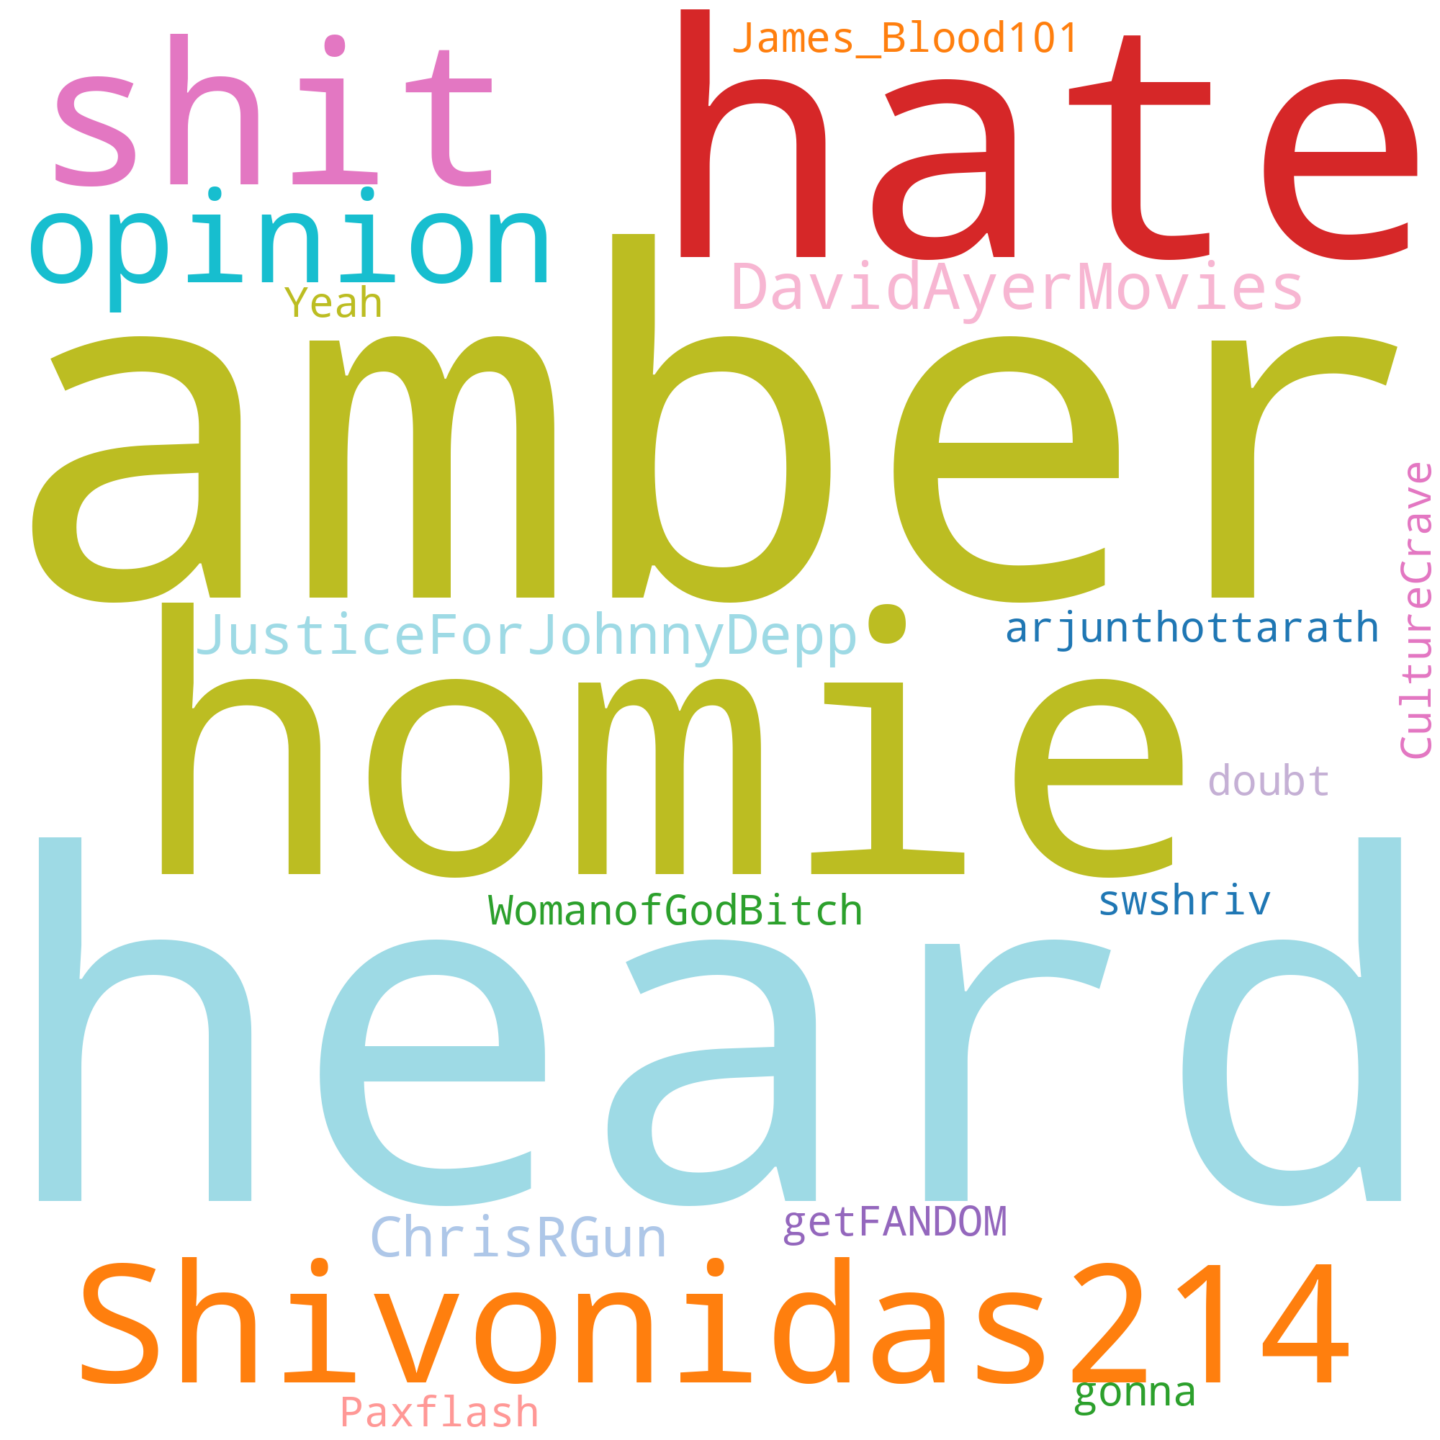 James_Blood101
shit
hate
opinion
DavidAyerMovies
Yeah
amber
CultureCrave
JusticeForJohnnyDepp
arjunthottarath
homie
doubt
WomanofGodBitch
swshriv
heard
ChrisRGun
getFANDOM
Shivonidas214
gonna
Paxflash